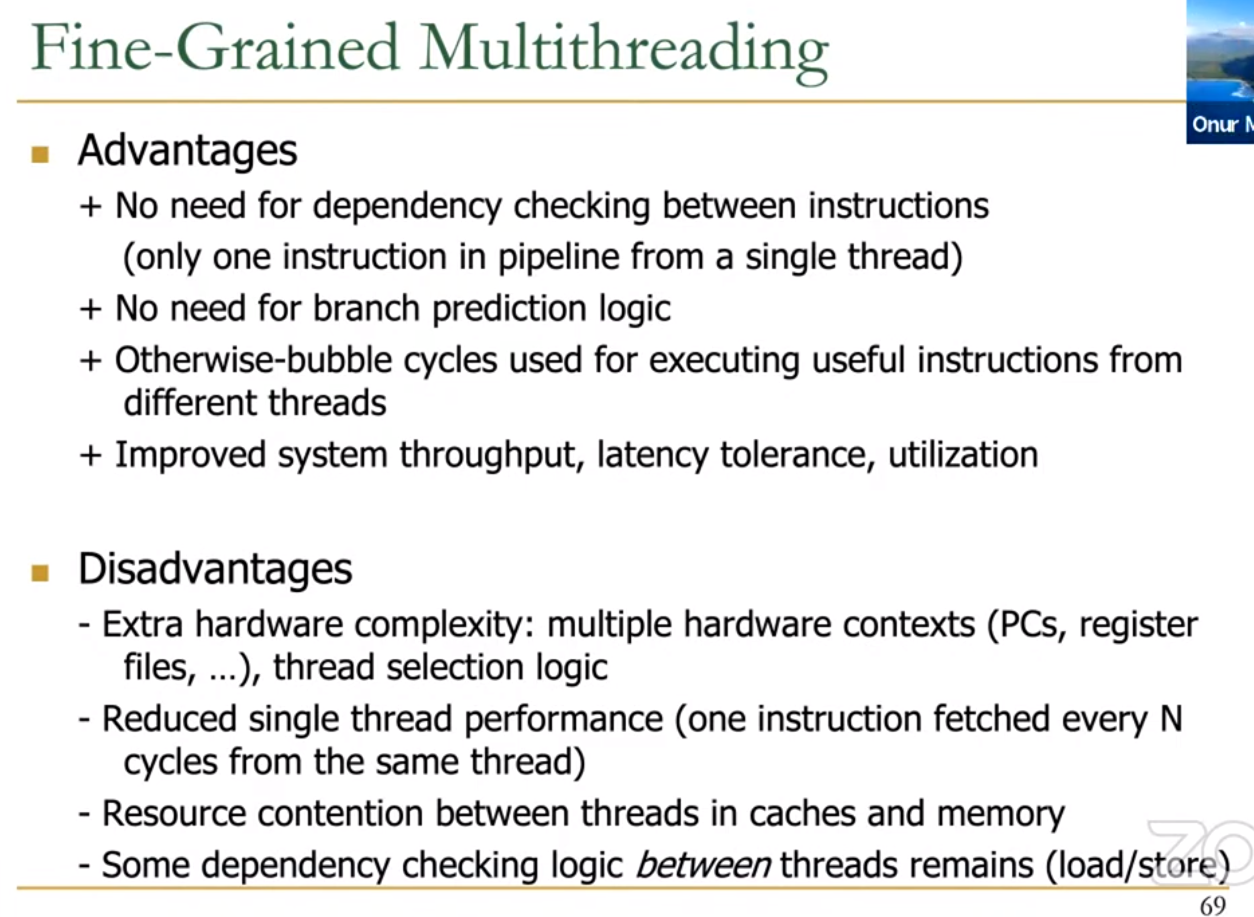 Fine-Grained Multithreading
Onur
Advantages
+ No need for dependency checking between instructions
(only one instruction in pipeline from a single thread)
+ No need for branch prediction logic
+ Otherwise-bubble cycles used for executing useful instructions from
different threads
+ Improved system throughput, latency tolerance, utilization
Disadvantages
- Extra hardware complexity: multiple hardware contexts (PCs, register
files, ...), thread selection logic
- Reduced single thread performance (one instruction fetched every N
cycles from the same thread)
- Resource contention between threads in caches and memory
- Some dependency checking logic between threads remains (load/store)
69